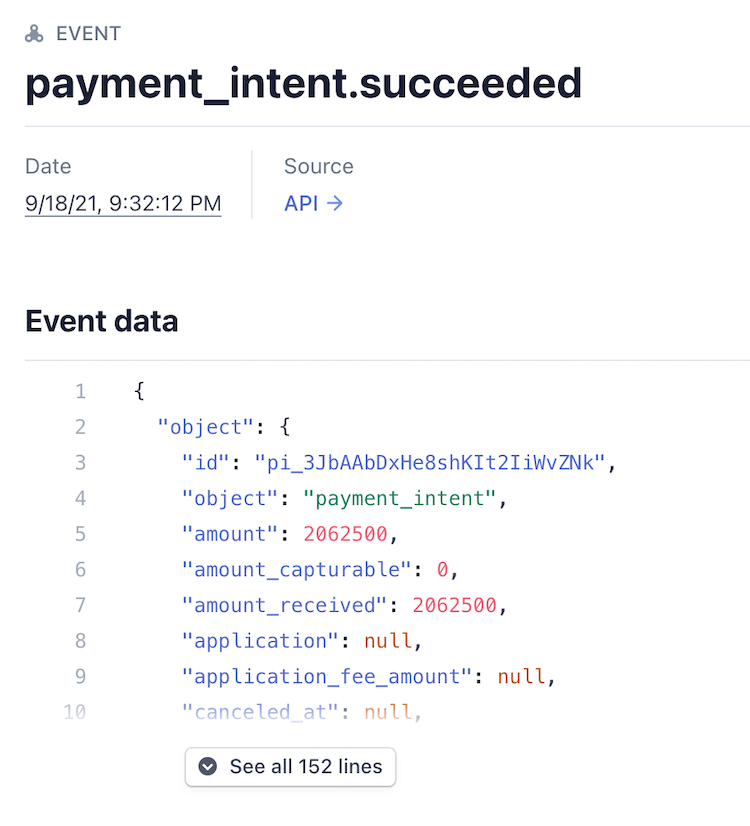 EVENT
payment_intent.succeeded
Date
Source
9/18/21, 9:32:12 PM
API →
Event data
1 {
2 "object": {
3 "id": "pi_3JbAAbDxHe8shKIt2IiWvZNk",
4 "object": "payment_intent",
5 "amount": 2062500,
6 "amount_capturable": 0,
7 "amount_received": 2062500,
8 "application": null,
9 "application_fee_amount": null,
10 "canceled_at": null,
See all 152 lines